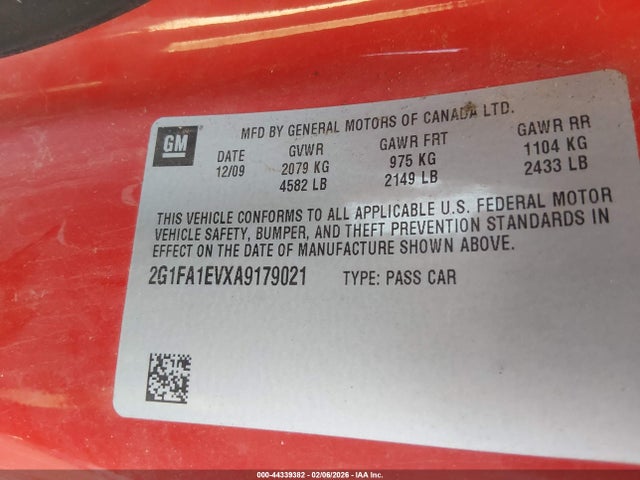 MFD BY GENERAL MOTORS OF CANADA LTD.
GM
DATE GVWR GAWR FRT GAWR RR
12/09 2079 KG 975 KG 1104 KG
4582 LB 2149 LB 2433 LB
THIS VEHICLE CONFORMS TO ALL APPLICABLE U.S. FEDERAL MOTOR
VEHICLE SAFETY, BUMPER, AND THEFT PREVENTION STANDARDS IN
EFFECT ON THE DATE OF MANUFACTURE SHOWN ABOVE.
2G1FA1EVXA9179021 TYPE: PASS CAR
000-44339382 - 02/06/2026 - IAA Inc.